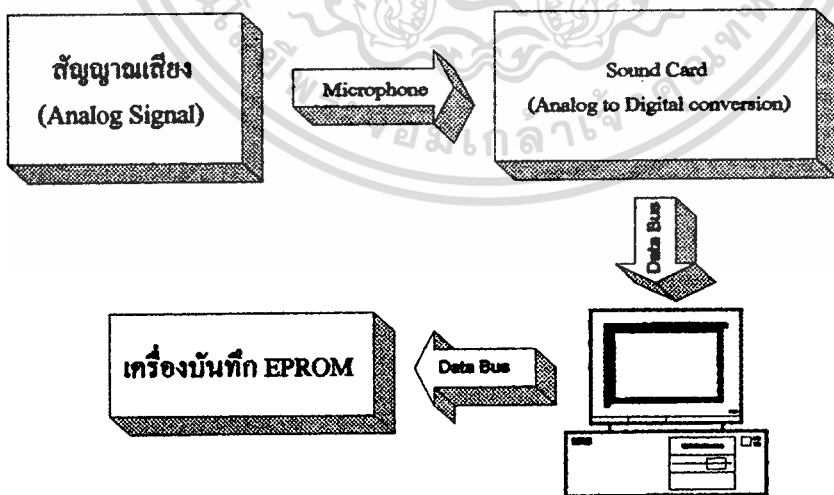 สัญญาณเสียง
(Analog Signal)
Microphone
Sound Card
(Analog to Digital conversion)
Data Bus
Data Bus
เครื่องบันทึก EPROM